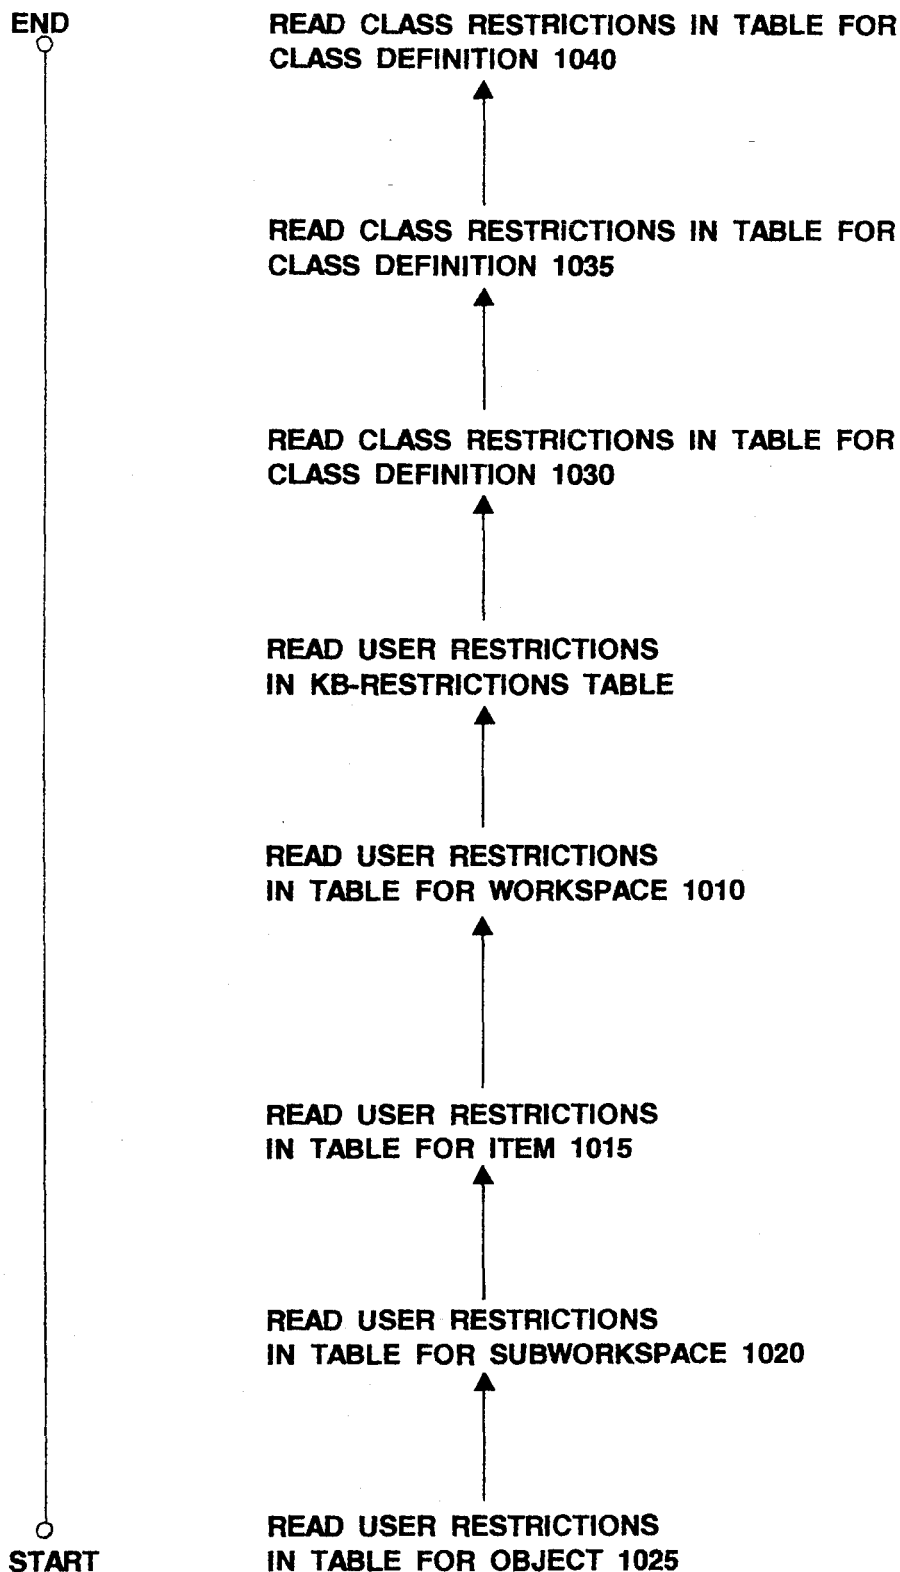 END
READ CLASS RESTRICTIONS IN TABLE FOR
CLASS DEFINITION 1040
READ CLASS RESTRICTIONS IN TABLE FOR
CLASS DEFINITION 1035
READ CLASS RESTRICTIONS IN TABLE FOR
CLASS DEFINITION 1030
READ USER RESTRICTIONS
IN KB-RESTRICTIONS TABLE
READ USER RESTRICTIONS
IN TABLE FOR WORKSPACE 1010
READ USER RESTRICTIONS
IN TABLE FOR ITEM 1015
READ USER RESTRICTIONS
IN TABLE FOR SUBWORKSPACE 1020
READ USER RESTRICTIONS
IN TABLE FOR OBJECT 1025
START